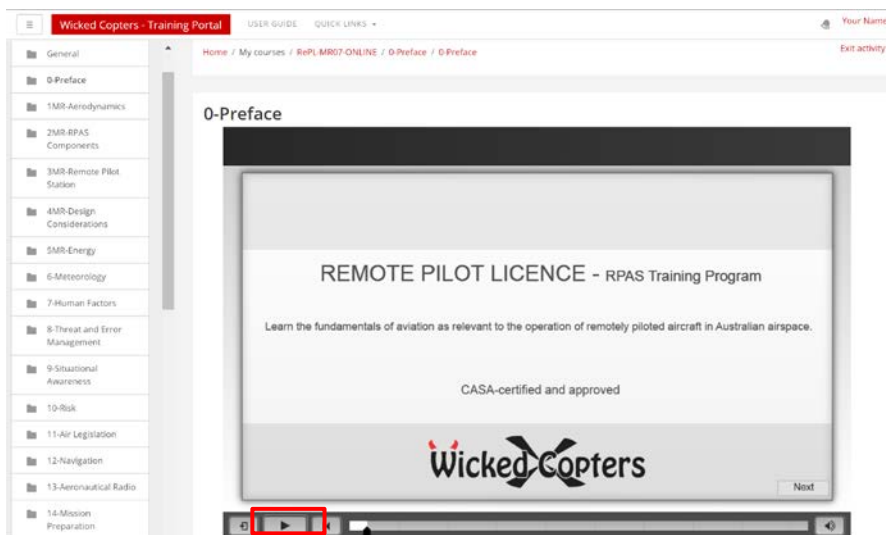 Wicked Copters - Training Portal
USER GUIDE
QUICK LINKS
Your Name
General
0-Preface
1MR-Aerodynamics
2MR-RPAS
Components
3MR-Remote Pilot
Station
4MR-Design
Considerations
5MR-Energy
6-Meteorology
7-Human Factors
8-Threat and Error
Management
9-Situational
Awareness
10-Risk
11-Air Legislation
12-Navigation
13-Aeronautical Radio
14-Mission
Preparation
Home / My courses / RePL-MR07-ONLINE / 0-Preface / 0-Preface
Exit activity
0-Preface
REMOTE PILOT LICENCE - RPAS Training Program
Learn the fundamentals of aviation as relevant to the operation of remotely piloted aircraft in Australian airspace.
CASA-certified and approved
Wicked Copters
Next